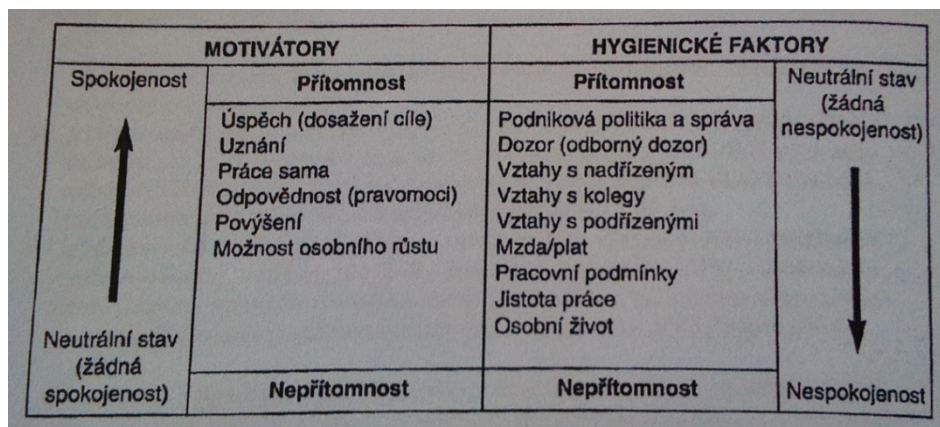 MOTIVÁTORY
HYGIENICKÉ FAKTORY
Spokojenost
Přítomnost
Úspěch (dosažení cíle)
Uznání
Práce sama
Odpovědnost (pravomoci)
Povýšení
Možnost osobního růstu
Neutrální stav
(žádná
spokojenost)
Nepřítomnost
Přítomnost
Podniková politika a správa
Dozor (odborný dozor)
Vztahy s nadřízeným
Vztahy s kolegy
Vztahy s podřízenými
Mzda/plat
Pracovní podmínky
Jistota práce
Osobní život
Nepřítomnost
Neutrální stav
(žádná
nespokojenost)
Nespokojenost